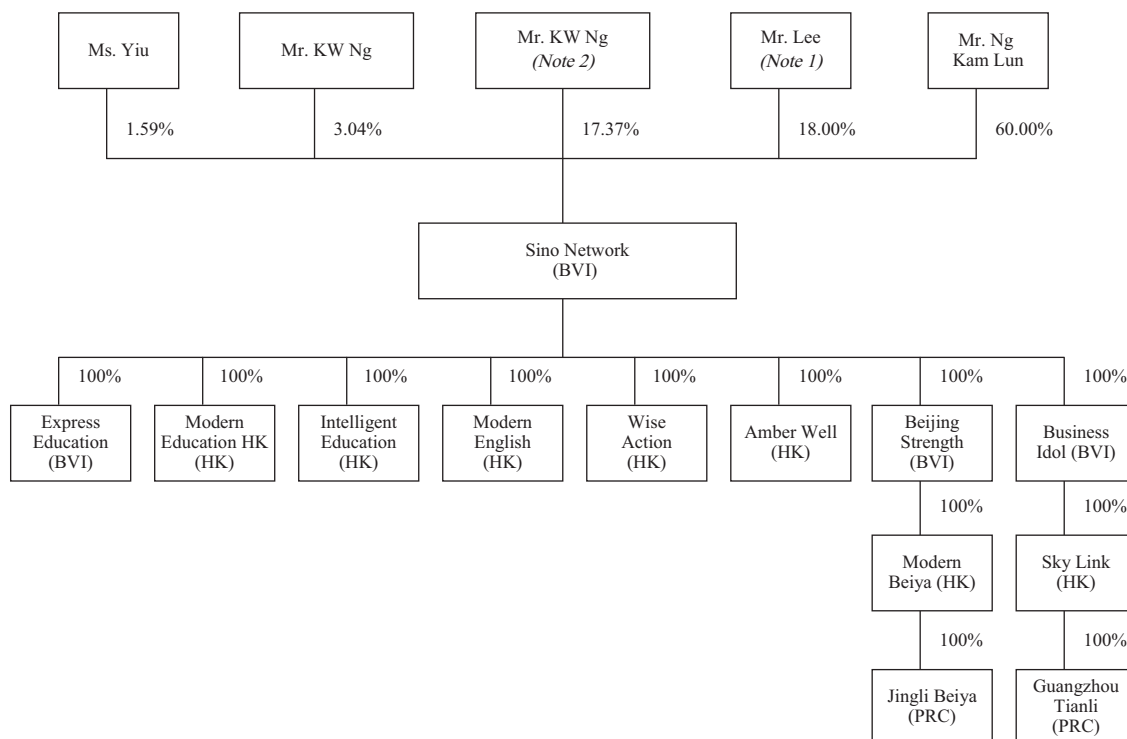 Ms. Yiu
Mr. KW Ng
Mr. KW Ng
(Note 2)
Mr. Lee
(Note 1)
Mr. Ng
Kam Lun
1.59%
3.04%
17.37%
18.00%
60.00%
Sino Network
(BVI)
100%
100%
100%
100%
100%
100%
100%
100%
Express
Education
(BVI)
Modern
Education HK
(HK)
Intelligent
Education
(HK)
Modern
English
(HK)
Wise
Action
(HK)
Amber Well
(HK)
Beijing
Strength
(BVI)
Business
Idol (BVI)
100%
100%
Modern
Beiya (HK)
Sky Link
(HK)
100%
100%
Jingli Beiya
(PRC)
Guangzhou
Tianli
(PRC)